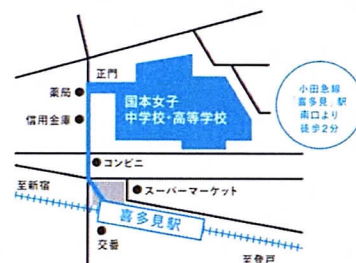 正門
薬局
信用金庫
国本女子
中学校・高等学校
小田急線
「喜多見」駅
南口より
徒歩2分
コンビニ
至新宿
スーパーマーケット
喜多見駅
交番
至登戸